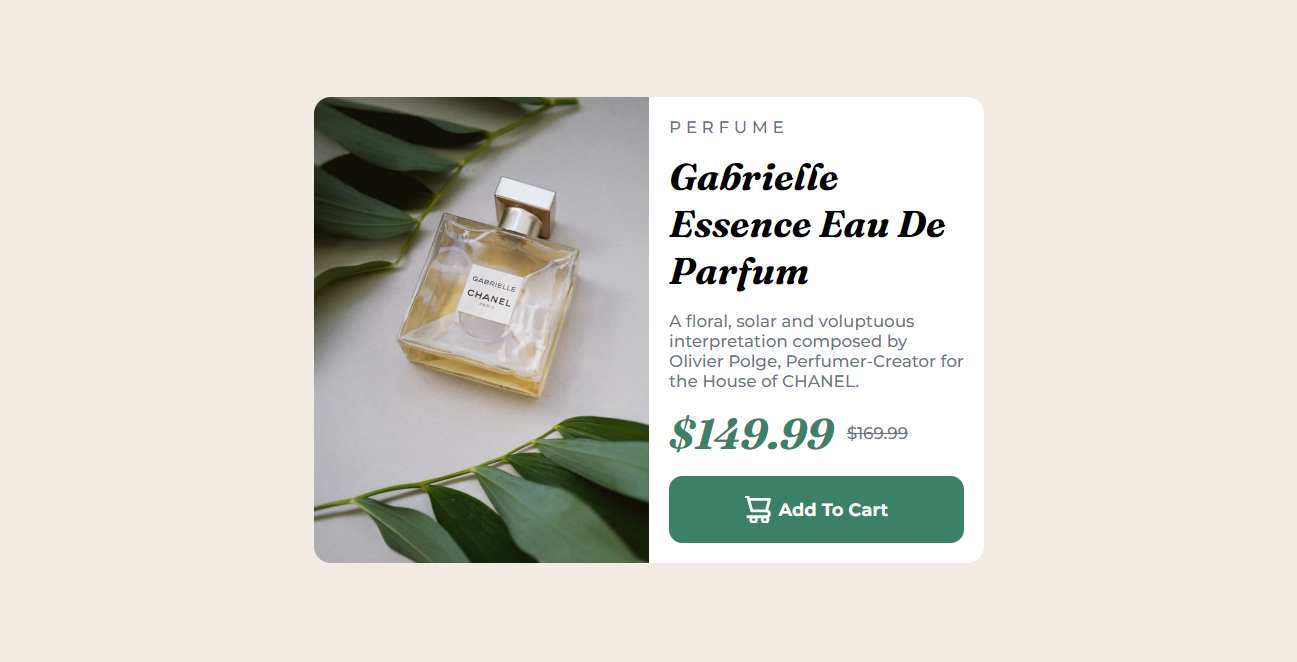 GABRIELLE
CHANEL
PARIS
PERFUME
Gabrielle
Essence Eau De
Parfum
A floral, solar and voluptuous
interpretation composed by
Olivier Polge, Perfumer-Creator for
the House of CHANEL.
$149.99 $169.99
Add To Cart